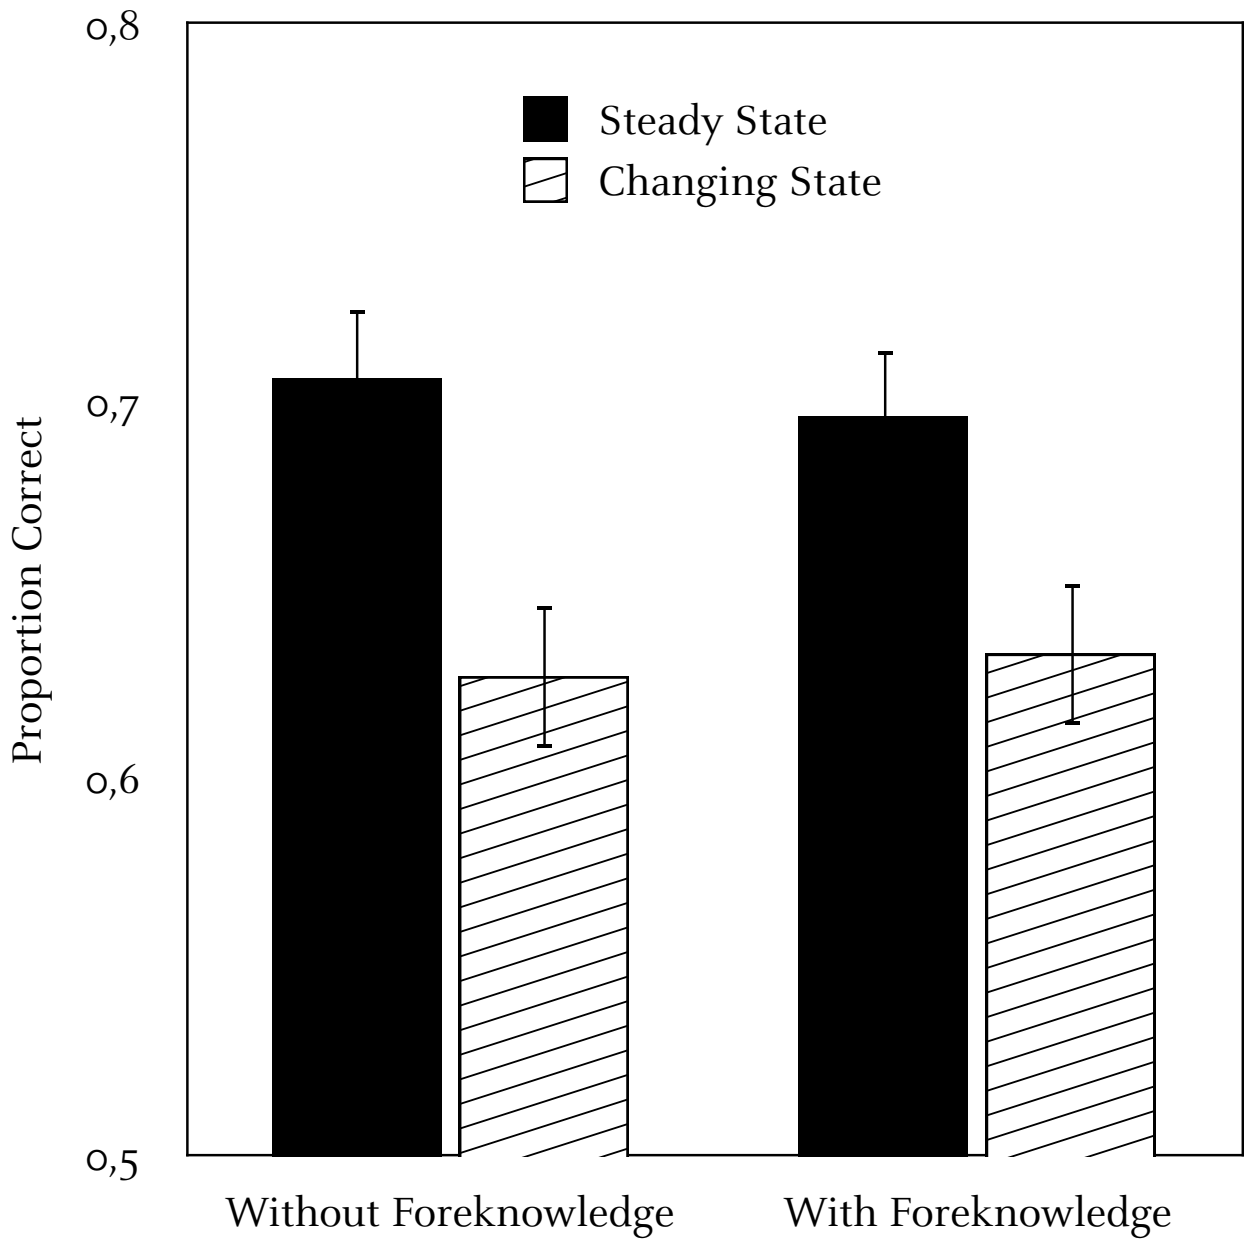 0,8
Steady State
Changing State
0,7
Proportion Correct
0,6
0,5
Without Foreknowledge
With Foreknowledge